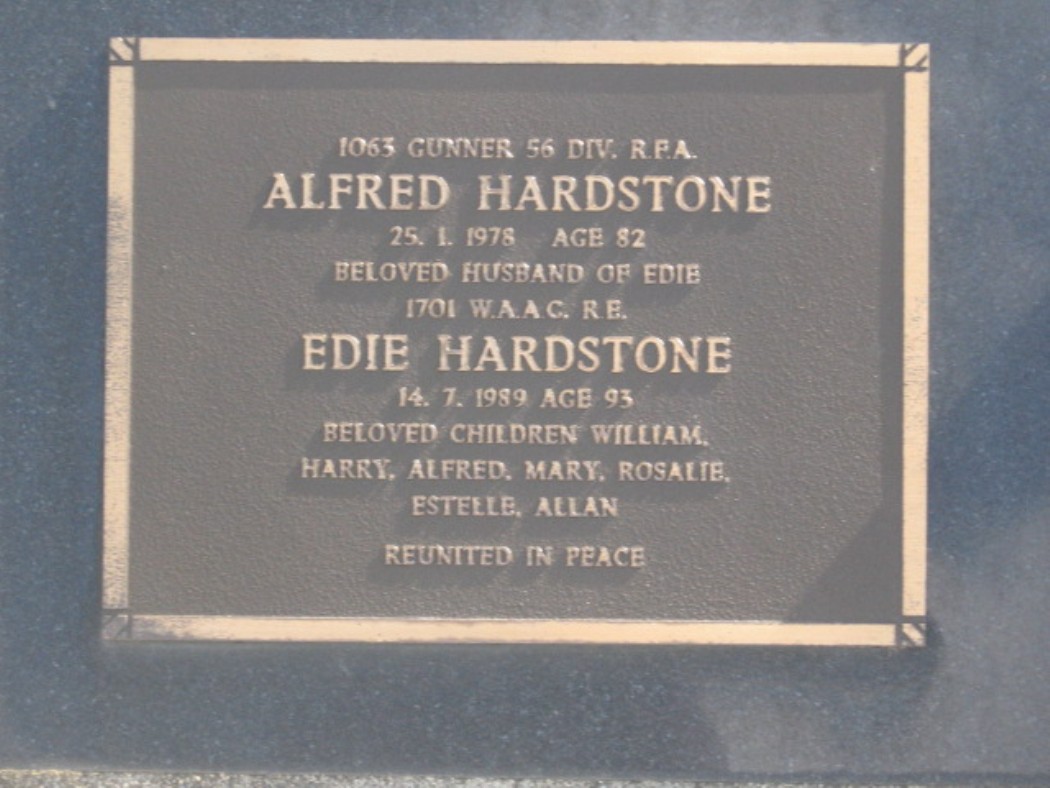 1063 GUNNER 56 DIV. R.F.A.
ALFRED HARDSTONE
25. 1. 1978 AGE 82
BELOVED HUSBAND OF EDIE
1701 W.A.A.C. R.E.
EDIE HARDSTONE
14. 7. 1989 AGE 93
BELOVED CHILDREN WILLIAM,
HARRY, ALFRED, MARY, ROSALIE,
ESTELLE, ALLAN
REUNITED IN PEACE